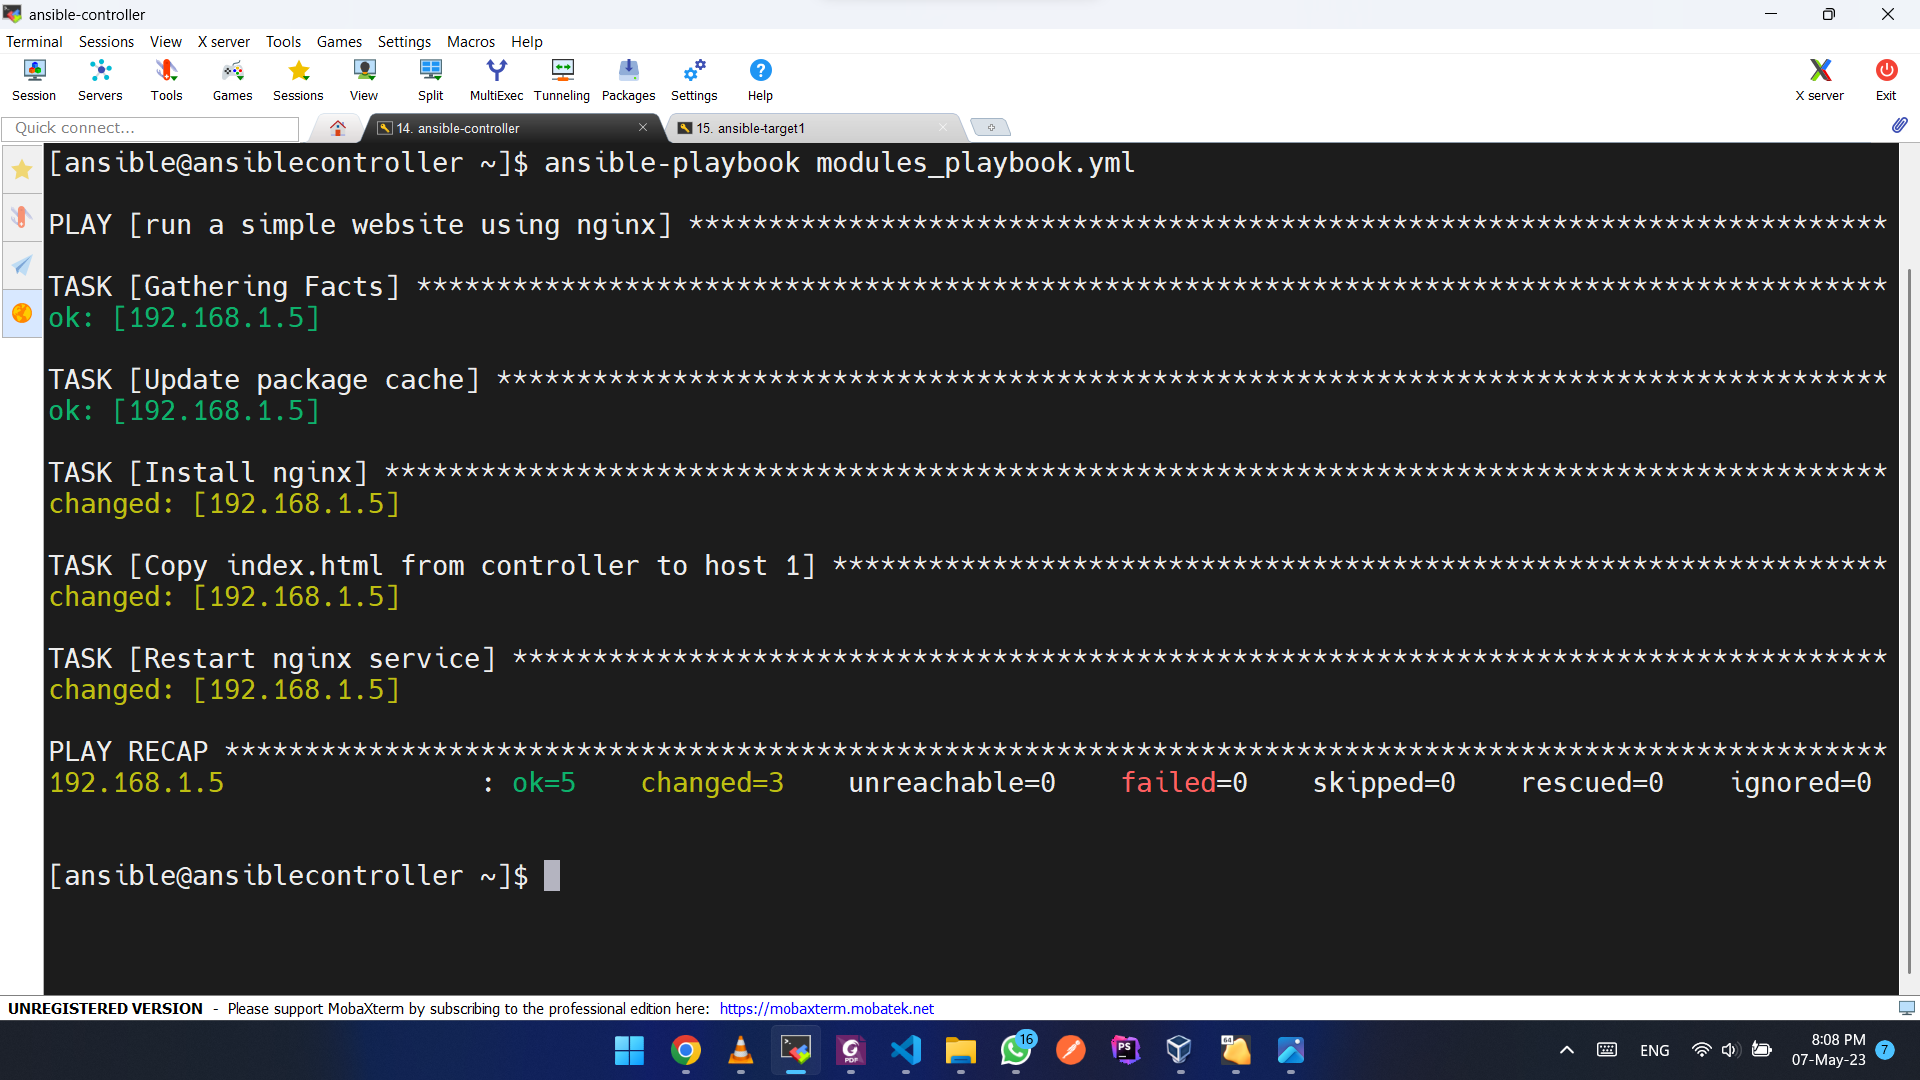 ansible-controller
Terminal Sessions View X server Tools Games Settings Macros Help
Session Servers Tools Games Sessions View Split MultiExec Tunneling Packages Settings Help X server Exit
Quick connect... 14. ansible-controller 15. ansible-target1
[ansible@ansiblecontroller ~]$ ansible-playbook modules_playbook.yml
PLAY [run a simple website using nginx] ***************************************************************************
TASK [Gathering Facts] ********************************************************************************************
ok: [192.168.1.5]
TASK [Update package cache] ***************************************************************************************
ok: [192.168.1.5]
TASK [Install nginx] **********************************************************************************************
changed: [192.168.1.5]
TASK [Copy index.html from controller to host 1] ******************************************************************
changed: [192.168.1.5]
TASK [Restart nginx service] **************************************************************************************
changed: [192.168.1.5]
PLAY RECAP ********************************************************************************************************
192.168.1.5 : ok=5 changed=3 unreachable=0 failed=0 skipped=0 rescued=0 ignored=0
[ansible@ansiblecontroller ~]$
UNREGISTERED VERSION - Please support MobaXterm by subscribing to the professional edition here: https://mobaxterm.mobatek.net
PDF 16 PS 64 ENG 8:08 PM 7
07-May-23